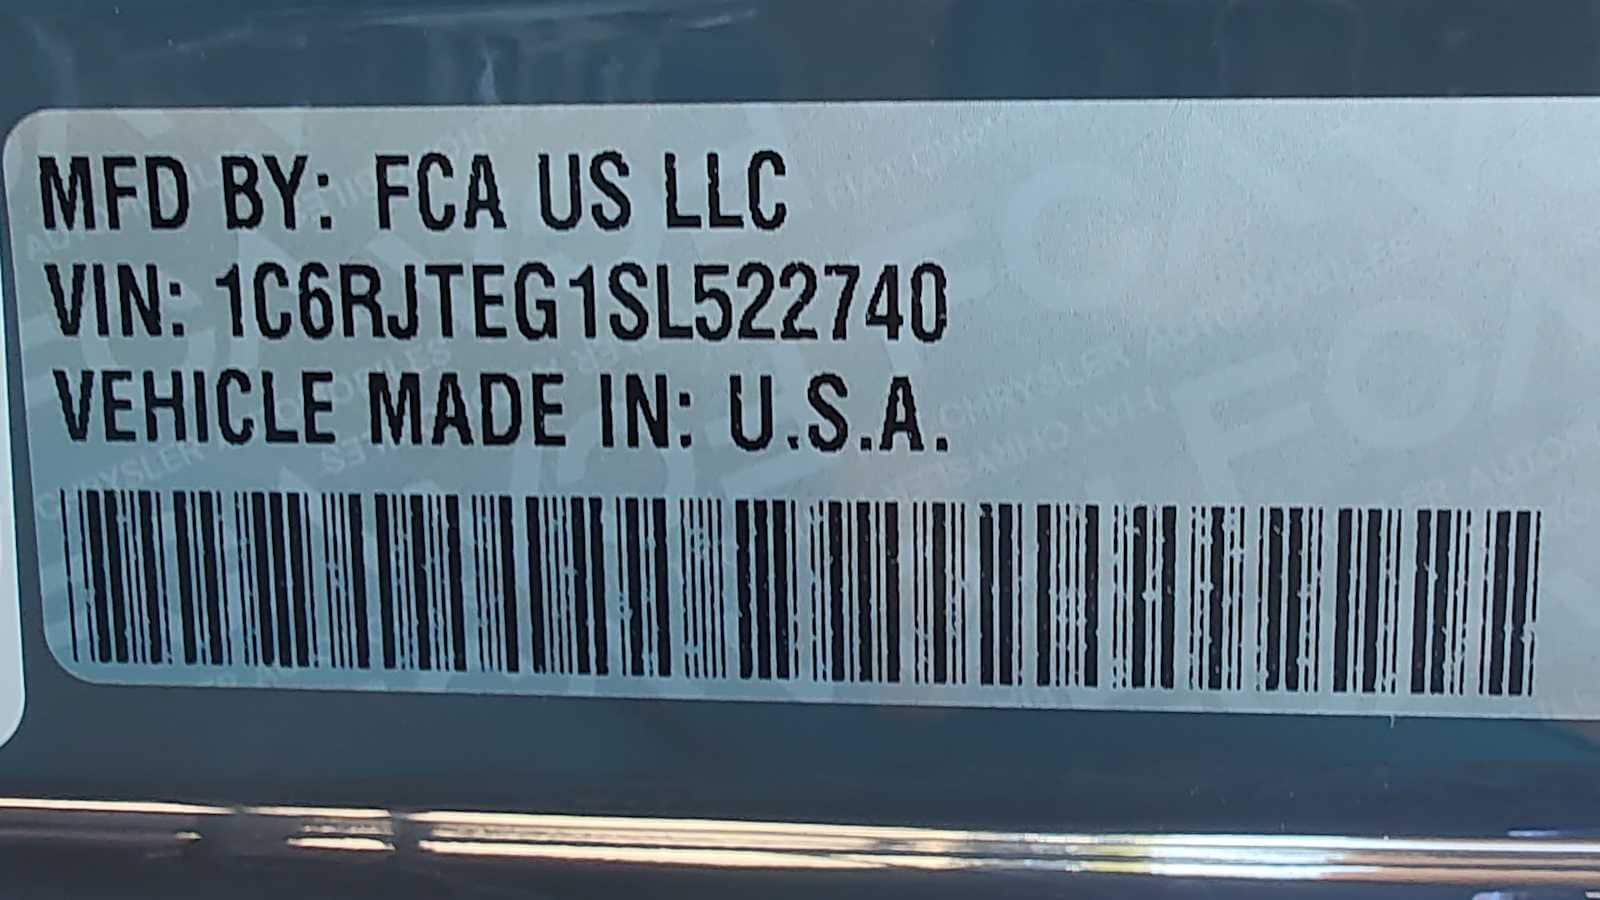 MFD BY: FCA US LLC
VIN: 1C6RJTEG1SL522740
VEHICLE MADE IN: U.S.A.